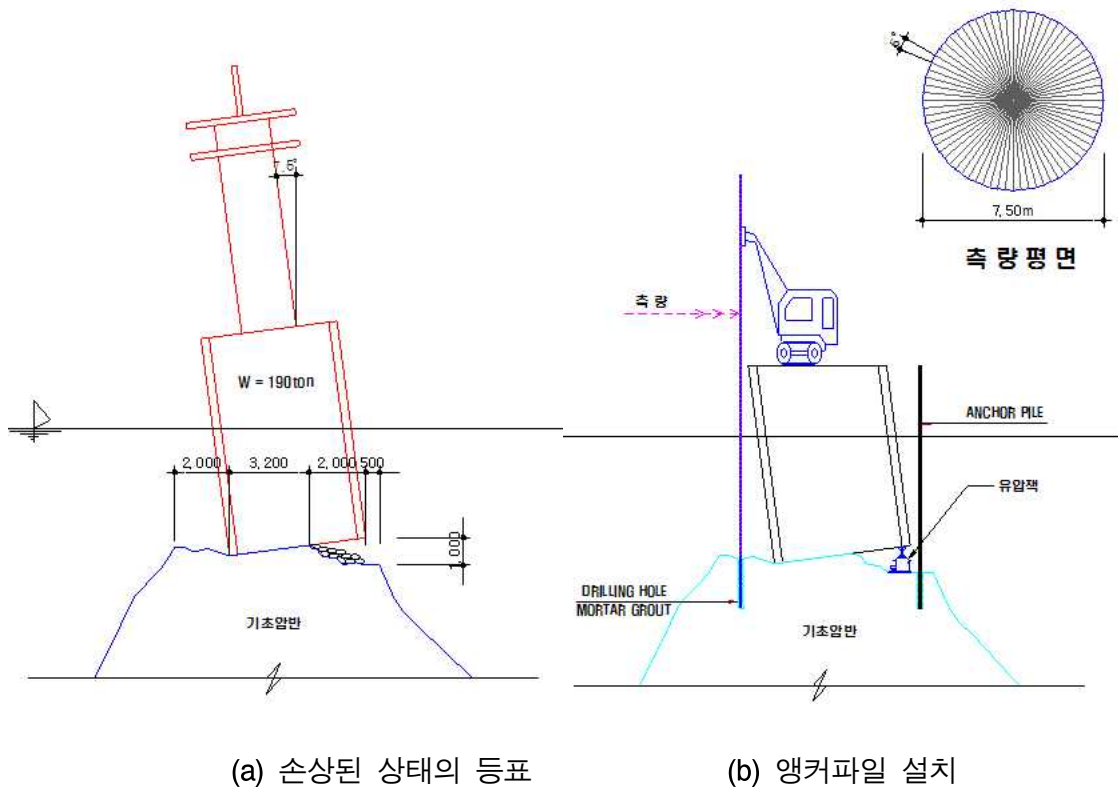 7.5°
W = 190ton
2,000
3,200
2,000
500
1,000
기초암반
5°
7,50m
측 량 평 면
측 량
ANCHOR PILE
유압잭
DRILLING HOLE
MORTAR GROUT
기초암반
(a) 손상된 상태의 등표
(b) 앵커파일 설치